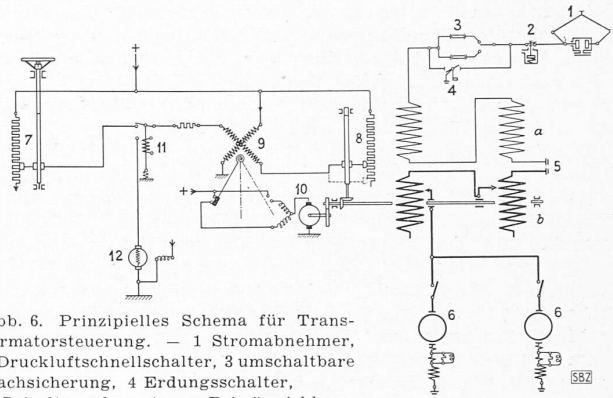 1
2
3
4
+
7
8
9
11
a
5
+
10
b
12
6
6
bb. 6. Prinzipielles Schema für Trans-
rmatorsteuerung. — 1 Stromabnehmer,
Druckluftschnellschalter, 3 umschaltbare
achsicherung, 4 Erdungsschalter,
SBZ